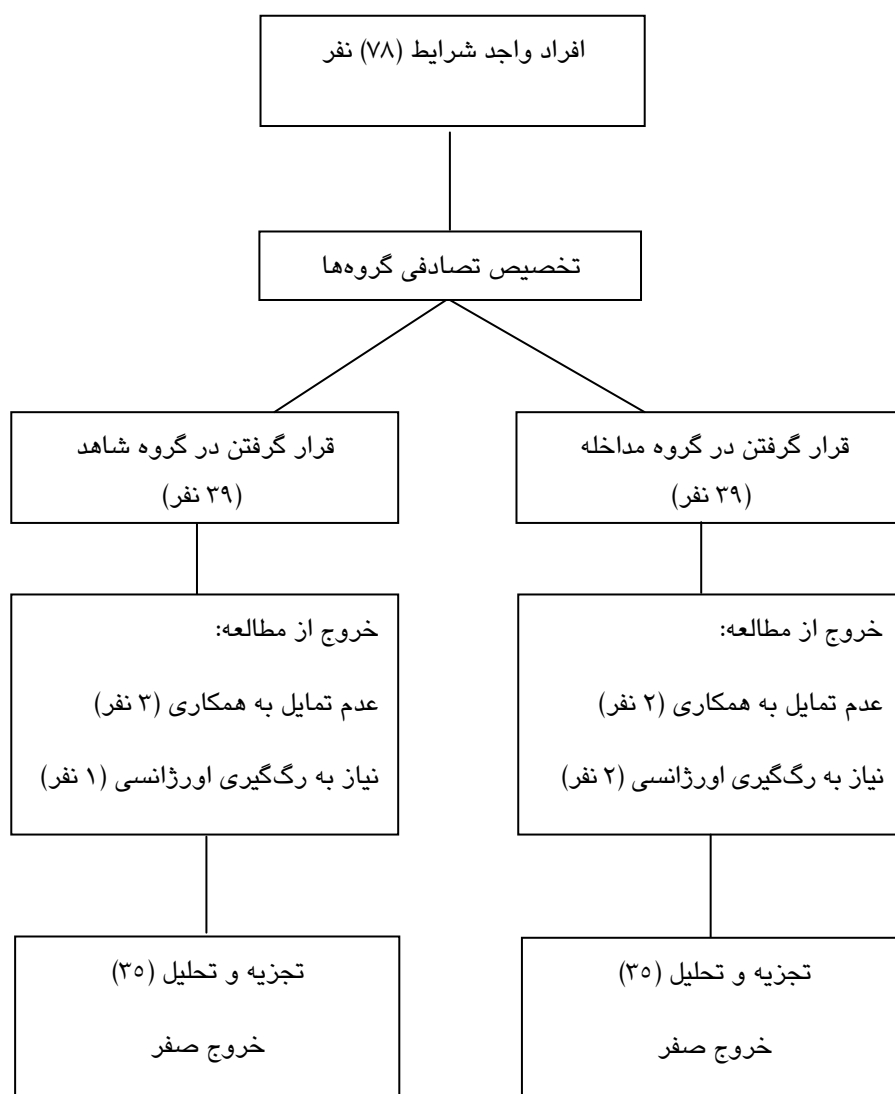 افراد واجد شرایط (۷۸) نفر
تخصیص تصادفی گروه‌ها
قرار گرفتن در گروه مداخله
(۳۹ نفر)
قرار گرفتن در گروه شاهد
(۳۹ نفر)
خروج از مطالعه:
عدم تمایل به همکاری (۲ نفر)
نیاز به رگ‌گیری اورژانسی (۲ نفر)
خروج از مطالعه:
عدم تمایل به همکاری (۳ نفر)
نیاز به رگ‌گیری اورژانسی (۱ نفر)
تجزیه و تحلیل (۳۵)
خروج صفر
تجزیه و تحلیل (۳۵)
خروج صفر